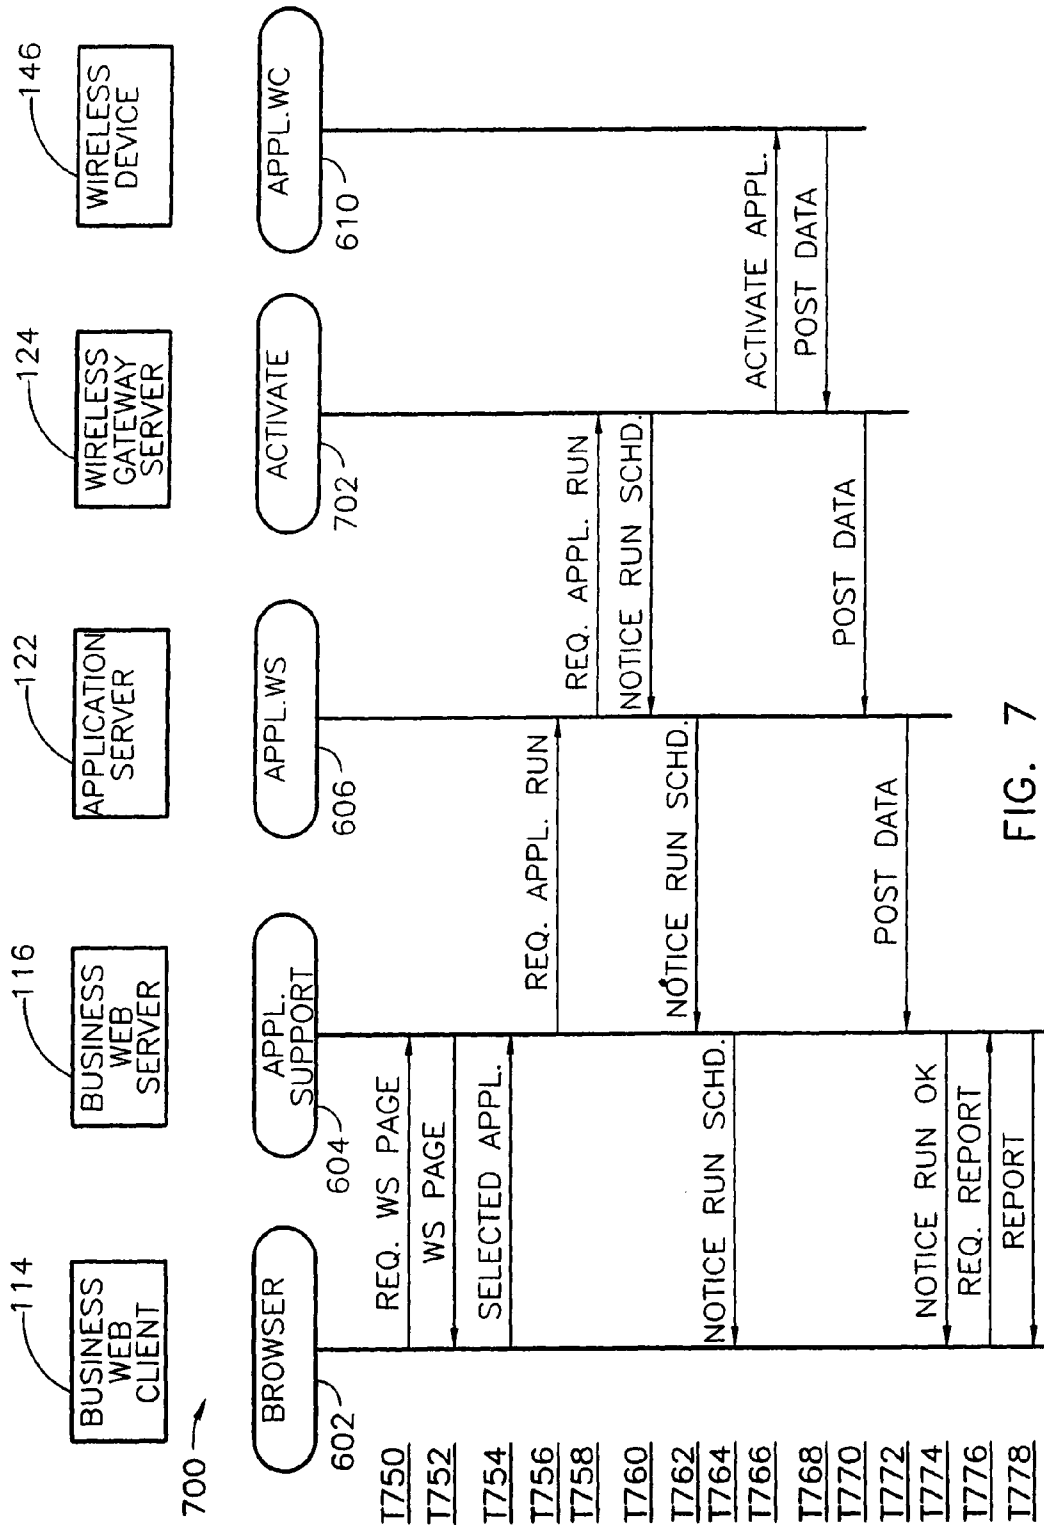 114
116
122
124
146
BUSINESS
WEB
CLIENT
BUSINESS
WEB
SERVER
APPLICATION
SERVER
WIRELESS
GATEWAY
SERVER
WIRELESS
DEVICE
700
BROWSER
APPL.
SUPPORT
APPL.WS
ACTIVATE
APPL.WC
602
604
606
702
610
T750
REQ. WS PAGE
T752
WS PAGE
T754
SELECTED APPL.
T756
REQ. APPL. RUN
T758
REQ. APPL. RUN
T760
NOTICE RUN SCHD.
T762
NOTICE RUN SCHD.
T764
NOTICE RUN SCHD.
T766
ACTIVATE APPL.
T768
POST DATA
T770
POST DATA
T772
POST DATA
T774
NOTICE RUN OK
T776
REQ. REPORT
T778
REPORT
FIG. 7